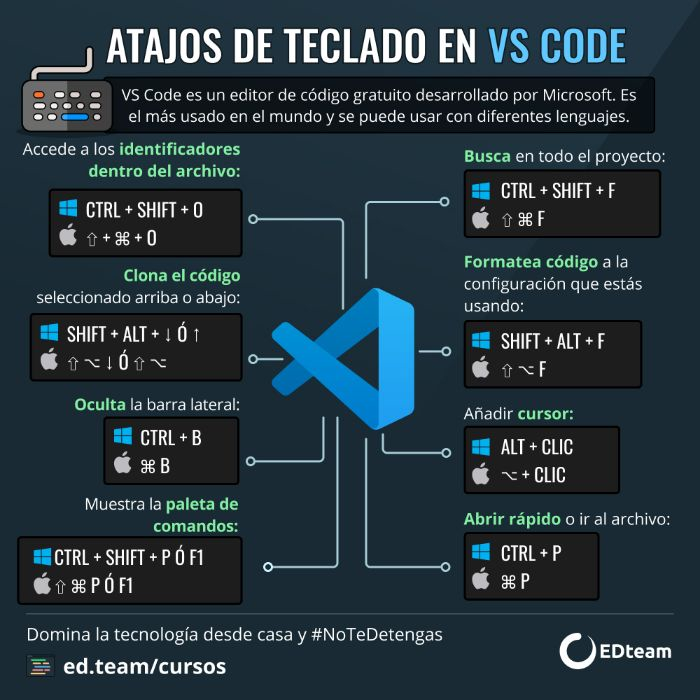 ATAJOS DE TECLADO EN VS CODE
VS Code es un editor de código gratuito desarrollado por Microsoft. Es
el más usado en el mundo y se puede usar con diferentes lenguajes.
Accede a los identificadores
dentro del archivo:
CTRL + SHIFT + O
⇧ + ⌘ + O
Clona el código
seleccionado arriba o abajo:
SHIFT + ALT + ↓ Ó ↑
⇧ ⌥ ↓ Ó ⇧ ⌥
Oculta la barra lateral:
CTRL + B
⌘ B
Muestra la paleta de
comandos:
CTRL + SHIFT + P Ó F1
⇧ ⌘ P Ó F1
Busca en todo el proyecto:
CTRL + SHIFT + F
⇧ ⌘ F
Formatea código a la
configuración que estás
usando:
SHIFT + ALT + F
⇧ ⌥ F
Añadir cursor:
ALT + CLIC
⌥ + CLIC
Abrir rápido o ir al archivo:
CTRL + P
⌘ P
Domina la tecnología desde casa y #NoTeDetengas
ed.team/cursos
EDteam